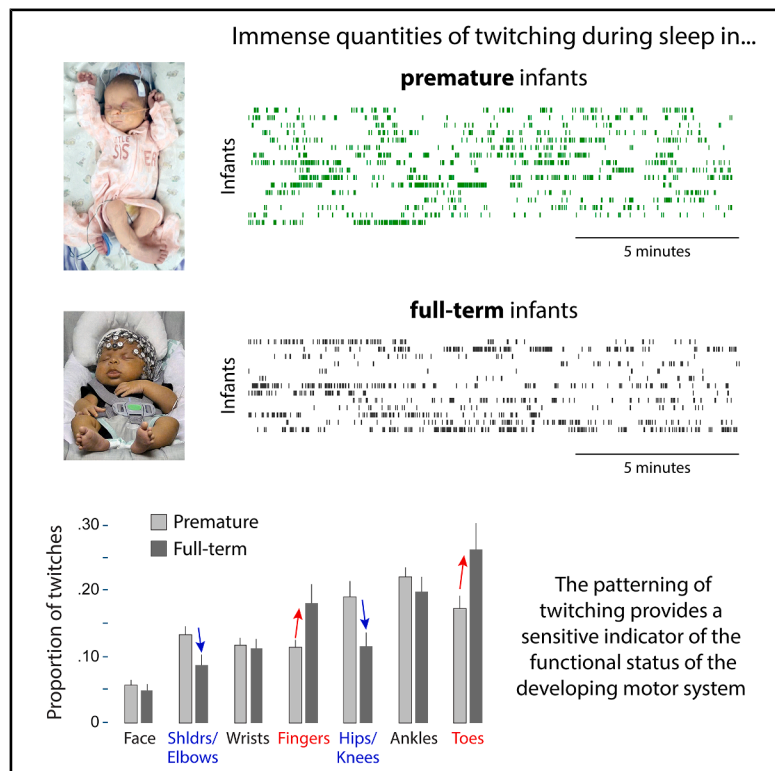 Immense quantities of twitching during sleep in...
premature infants
Infants
5 minutes
full-term infants
Infants
5 minutes
Proportion of twitches
.30
.20
.10
0
Premature
Full-term
Face
Shldrs/
Elbows
Wrists
Fingers
Hips/
Knees
Ankles
Toes
The patterning of
twitching provides a
sensitive indicator of the
functional status of the
developing motor system